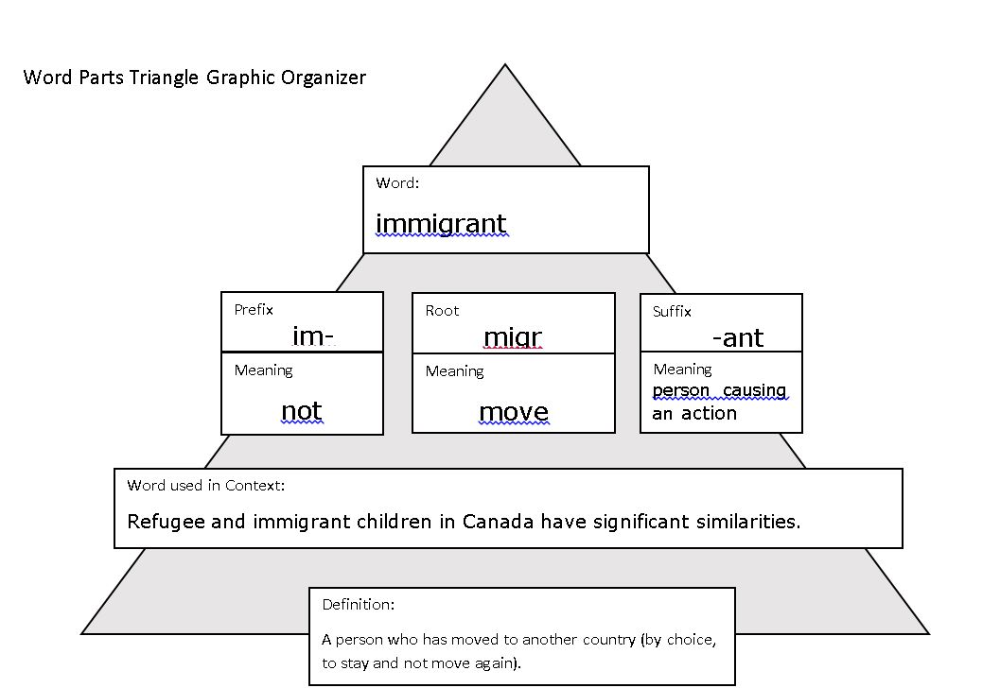 Word Parts Triangle Graphic Organizer
Word:
immigrant
Prefix
im-
Meaning
not
Root
migr
Meaning
move
Suffix
-ant
Meaning
person causing
an action
Word used in Context:
Refugee and immigrant children in Canada have significant similarities.
Definition:
A person who has moved to another country (by choice,
to stay and not move again).